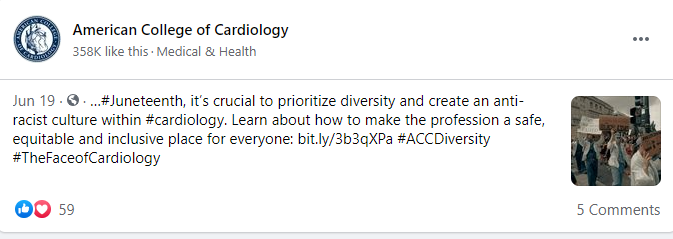 American College of Cardiology
358K like this · Medical & Health
Jun 19 · · ...#Juneteenth, it's crucial to prioritize diversity and create an anti-
racist culture within #cardiology. Learn about how to make the profession a safe,
equitable and inclusive place for everyone: bit.ly/3b3qXPa #ACCDiversity
#TheFaceofCardiology
59
5 Comments